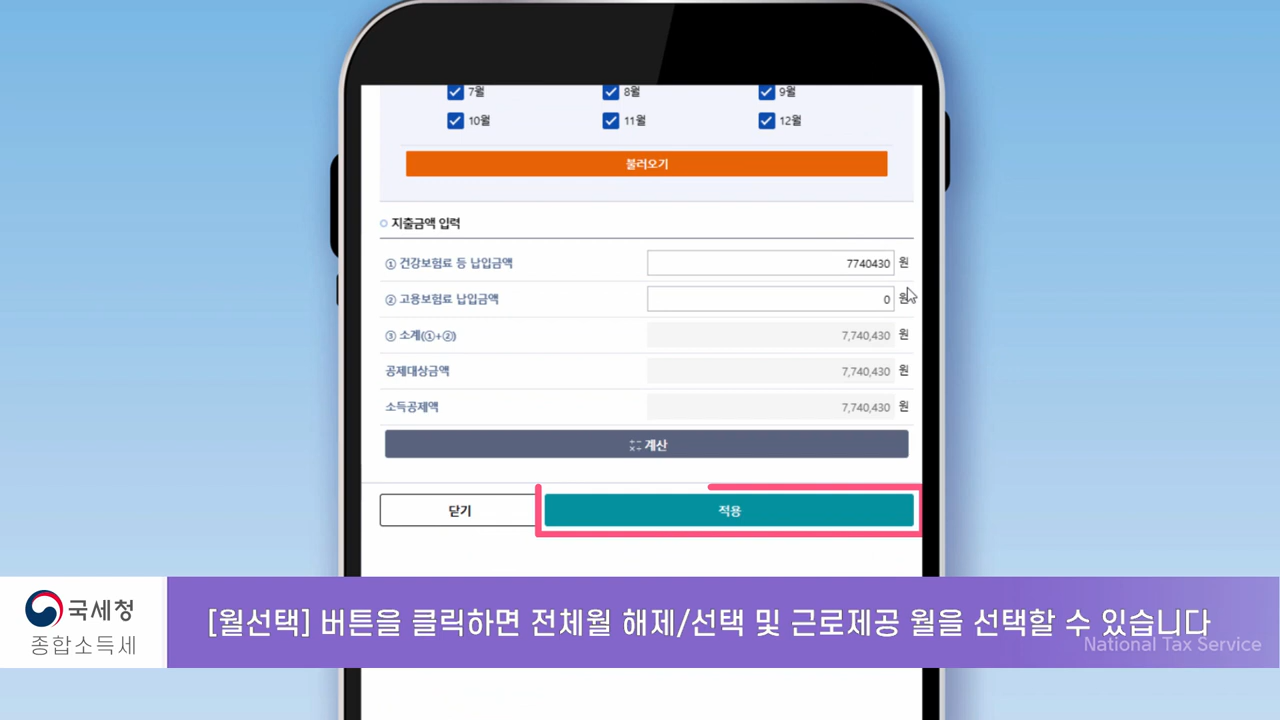 7월 8월 9월
10월 11월 12월
불러오기
지출금액 입력
① 건강보험료 등 납입금액 7740430 원
② 고용보험료 납입금액 0 원
③ 소계(①+②) 7,740,430 원
공제대상금액 7,740,430 원
소득공제액 7,740,430 원
계산
닫기 적용
국세청
종합소득세
[월선택] 버튼을 클릭하면 전체월 해제/선택 및 근로제공 월을 선택할 수 있습니다
National Tax Service